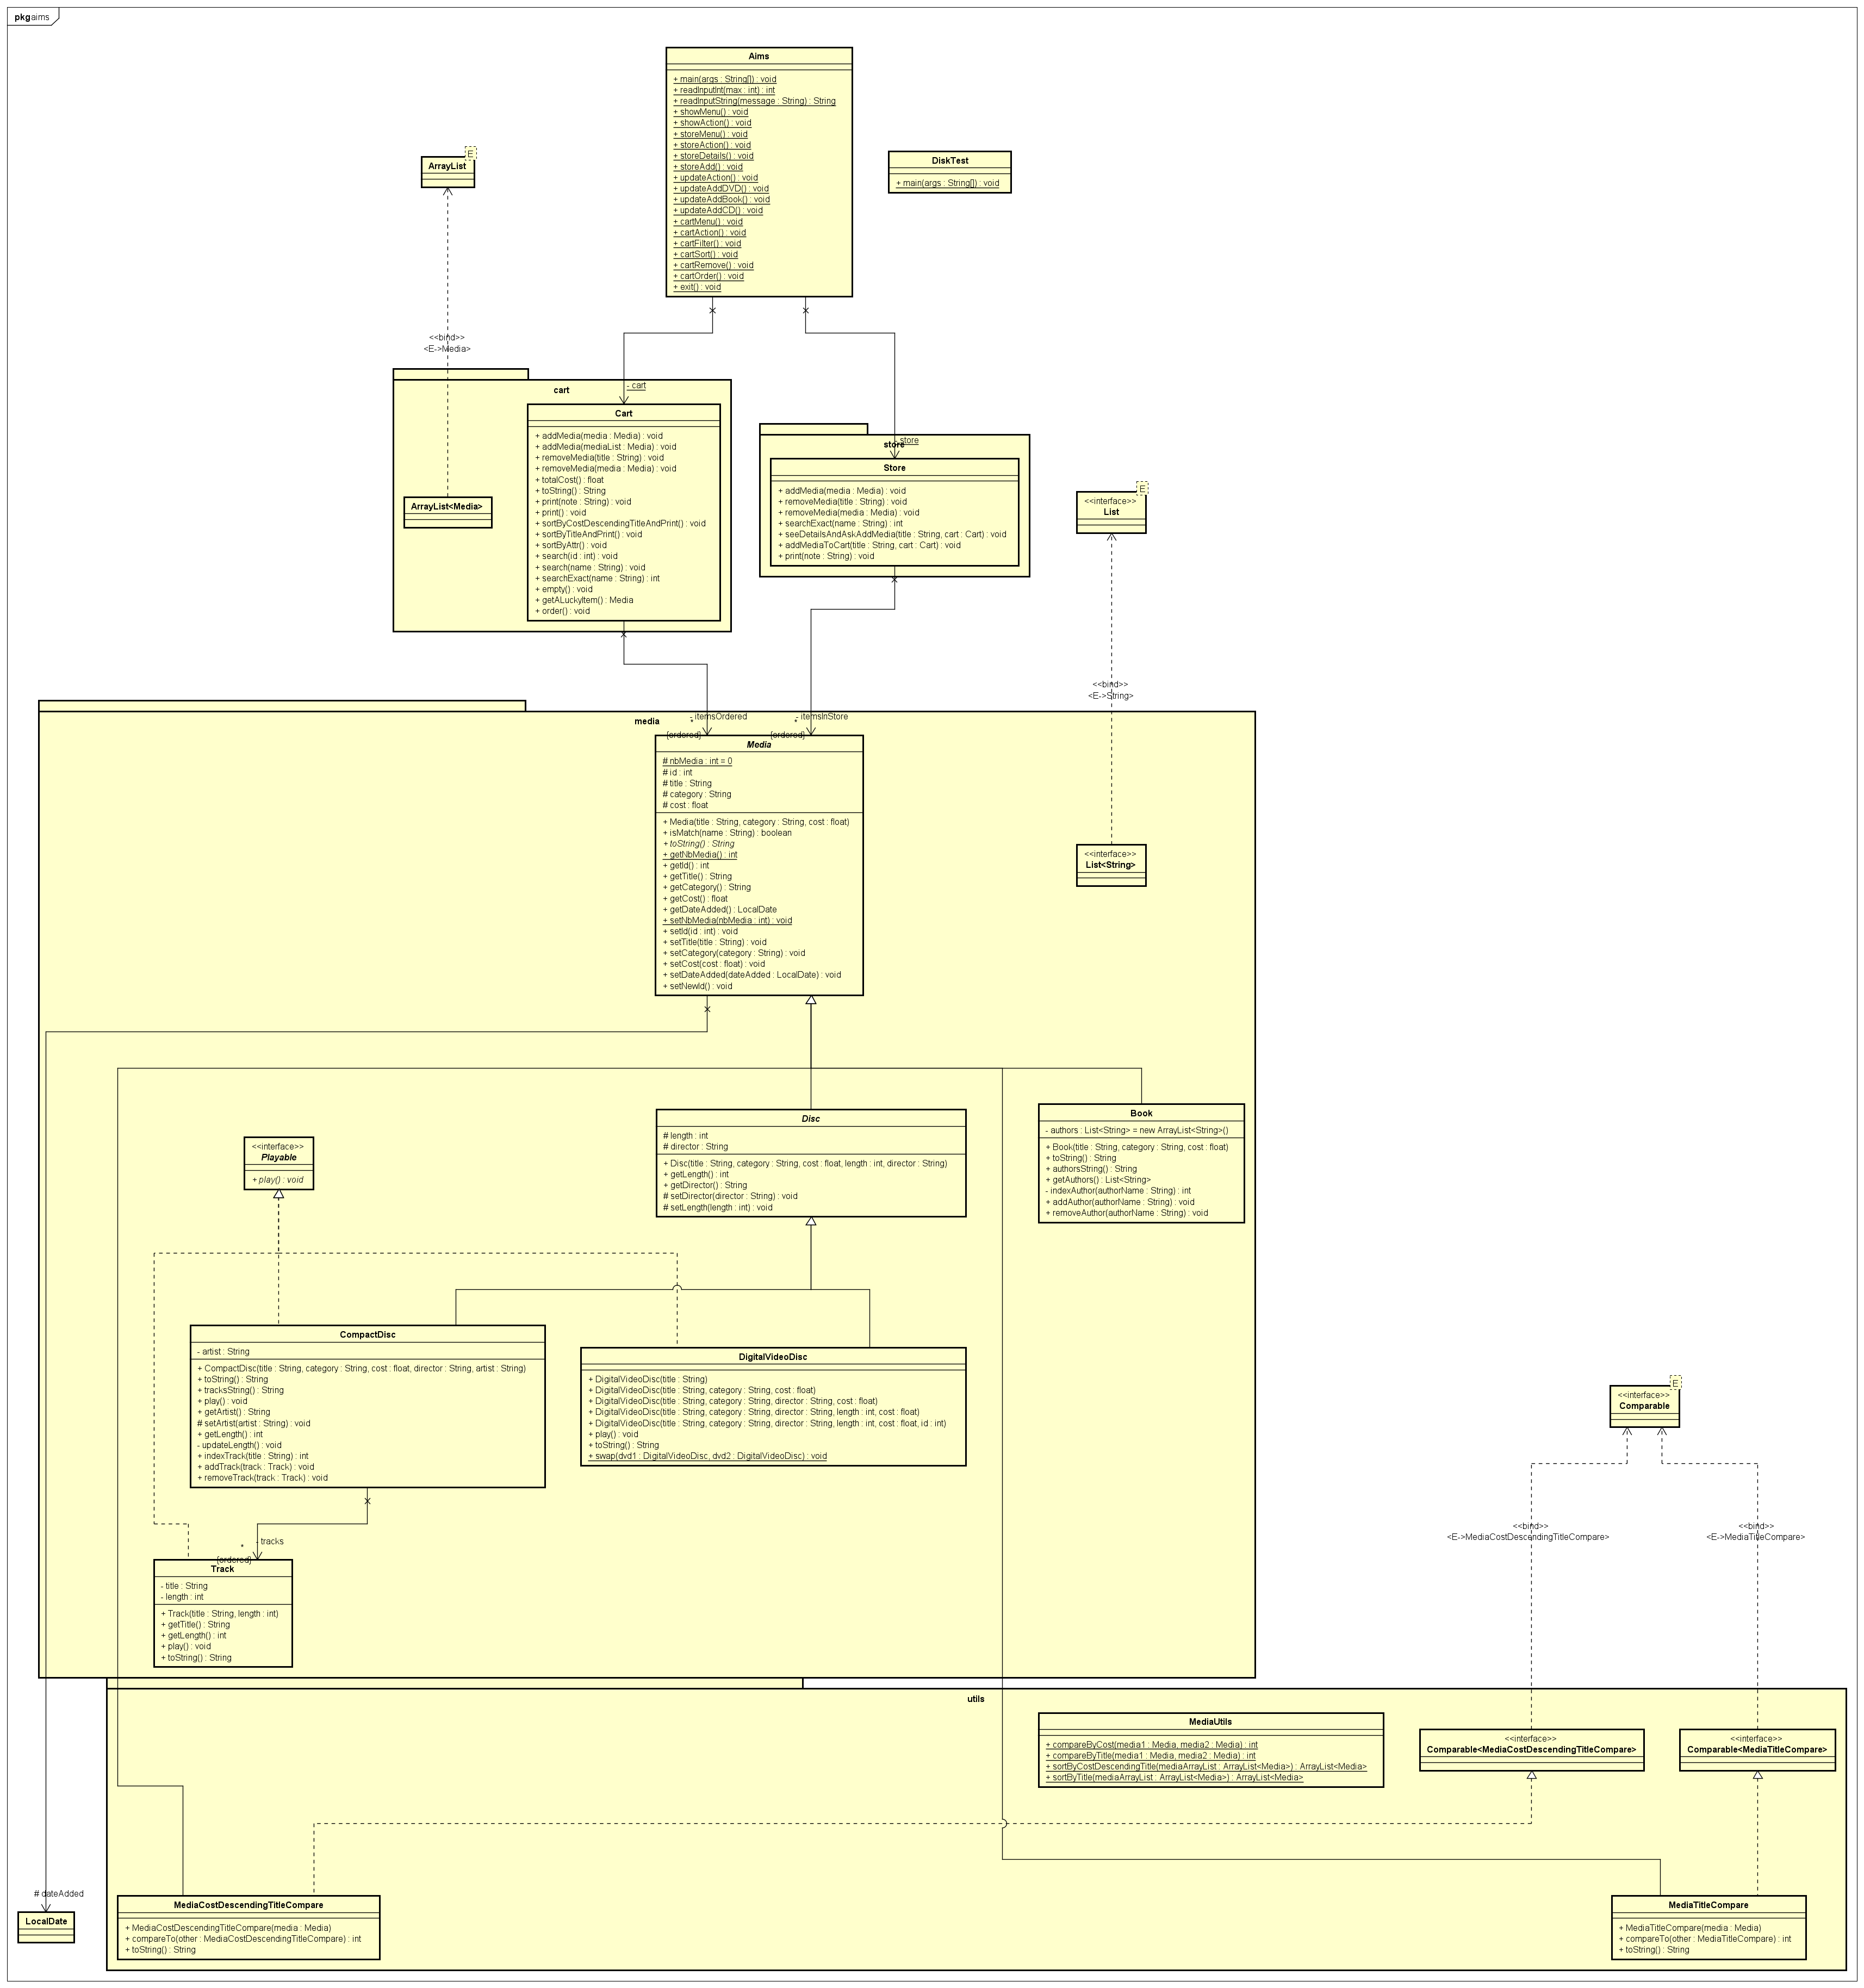 pkg aims
Aims
+ main(args : String[]) : void
+ readInputInt(max : int) : int
+ readInputString(message : String) : String
+ showMenu() : void
+ showAction() : void
+ storeMenu() : void
+ storeAction() : void
+ storeDetails() : void
+ storeAdd() : void
+ updateAction() : void
+ updateAddDVD() : void
+ updateAddBook() : void
+ updateAddCD() : void
+ cartMenu() : void
+ cartAction() : void
+ cartFilter() : void
+ cartSort() : void
+ cartRemove() : void
+ cartOrder() : void
+ exit() : void
DiskTest
+ main(args : String[]) : void
E
ArrayList
<<bind>>
<E->Media>
cart
- cart
ArrayList<Media>
Cart
+ addMedia(media : Media) : void
+ addMedia(mediaList : Media) : void
+ removeMedia(title : String) : void
+ removeMedia(media : Media) : void
+ totalCost() : float
+ toString() : String
+ print(note : String) : void
+ print() : void
+ sortByCostDescendingTitleAndPrint() : void
+ sortByTitleAndPrint() : void
+ sortByAttr() : void
+ search(id : int) : void
+ search(name : String) : void
+ searchExact(name : String) : int
+ empty() : void
+ getALuckyItem() : Media
+ order() : void
store
- store
Store
+ addMedia(media : Media) : void
+ removeMedia(title : String) : void
+ removeMedia(media : Media) : void
+ searchExact(name : String) : int
+ seeDetailsAndAskAddMedia(title : String, cart : Cart) : void
+ addMediaToCart(title : String, cart : Cart) : void
+ print(note : String) : void
E
<<interface>>
List
<<bind>>
<E->String>
<<interface>>
List<String>
media
- itemsOrdered
*
{ordered}
- itemsInStore
*
{ordered}
Media
# nbMedia : int = 0
# id : int
# title : String
# category : String
# cost : float
+ Media(title : String, category : String, cost : float)
+ isMatch(name : String) : boolean
+ toString() : String
+ getNbMedia() : int
+ getId() : int
+ getTitle() : String
+ getCategory() : String
+ getCost() : float
+ getDateAdded() : LocalDate
+ setNbMedia(nbMedia : int) : void
+ setId(id : int) : void
+ setTitle(title : String) : void
+ setCategory(category : String) : void
+ setCost(cost : float) : void
+ setDateAdded(dateAdded : LocalDate) : void
+ setNewId() : void
Disc
# length : int
# director : String
+ Disc(title : String, category : String, cost : float, length : int, director : String)
+ getLength() : int
+ getDirector() : String
# setDirector(director : String) : void
# setLength(length : int) : void
Book
- authors : List<String> = new ArrayList<String>()
+ Book(title : String, category : String, cost : float)
+ toString() : String
+ authorsString() : String
+ getAuthors() : List<String>
- indexAuthor(authorName : String) : int
+ addAuthor(authorName : String) : void
+ removeAuthor(authorName : String) : void
<<interface>>
Playable
+ play() : void
CompactDisc
- artist : String
+ CompactDisc(title : String, category : String, cost : float, director : String, artist : String)
+ toString() : String
+ tracksString() : String
+ play() : void
+ getArtist() : String
# setArtist(artist : String) : void
+ getLength() : int
- updateLength() : void
+ indexTrack(title : String) : int
+ addTrack(track : Track) : void
+ removeTrack(track : Track) : void
DigitalVideoDisc
+ DigitalVideoDisc(title : String)
+ DigitalVideoDisc(title : String, category : String, cost : float)
+ DigitalVideoDisc(title : String, category : String, director : String, cost : float)
+ DigitalVideoDisc(title : String, category : String, director : String, length : int, cost : float)
+ DigitalVideoDisc(title : String, category : String, director : String, length : int, cost : float, id : int)
+ play() : void
+ toString() : String
+ swap(dvd1 : DigitalVideoDisc, dvd2 : DigitalVideoDisc) : void
- tracks
*
{ordered}
Track
- title : String
- length : int
+ Track(title : String, length : int)
+ getTitle() : String
+ getLength() : int
+ play() : void
+ toString() : String
E
<<interface>>
Comparable
<<bind>>
<E->MediaCostDescendingTitleCompare>
<<bind>>
<E->MediaTitleCompare>
utils
MediaUtils
+ compareByCost(media1 : Media, media2 : Media) : int
+ compareByTitle(media1 : Media, media2 : Media) : int
+ sortByCostDescendingTitle(mediaArrayList : ArrayList<Media>) : ArrayList<Media>
+ sortByTitle(mediaArrayList : ArrayList<Media>) : ArrayList<Media>
<<interface>>
Comparable<MediaCostDescendingTitleCompare>
<<interface>>
Comparable<MediaTitleCompare>
# dateAdded
LocalDate
MediaCostDescendingTitleCompare
+ MediaCostDescendingTitleCompare(media : Media)
+ compareTo(other : MediaCostDescendingTitleCompare) : int
+ toString() : String
MediaTitleCompare
+ MediaTitleCompare(media : Media)
+ compareTo(other : MediaTitleCompare) : int
+ toString() : String